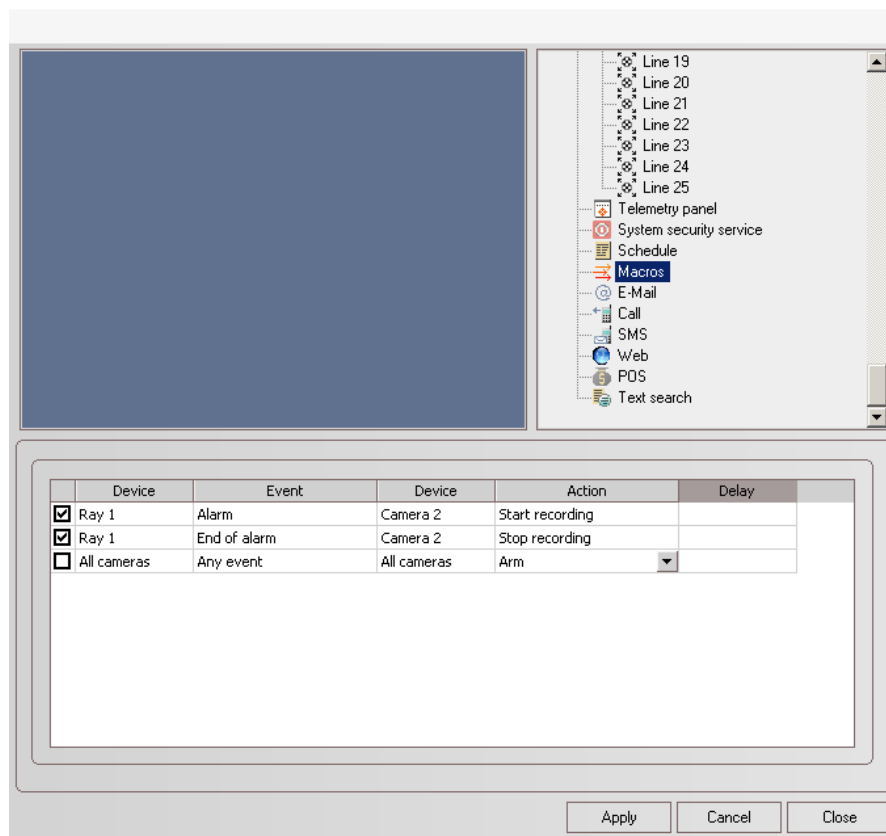 Line 19
Line 20
Line 21
Line 22
Line 23
Line 24
Line 25
Telemetry panel
System security service
Schedule
Macros
E-Mail
Call
SMS
Web
POS
Text search
Device Event Device Action Delay
Ray 1 Alarm Camera 2 Start recording
Ray 1 End of alarm Camera 2 Stop recording
All cameras Any event All cameras Arm
Apply Cancel Close